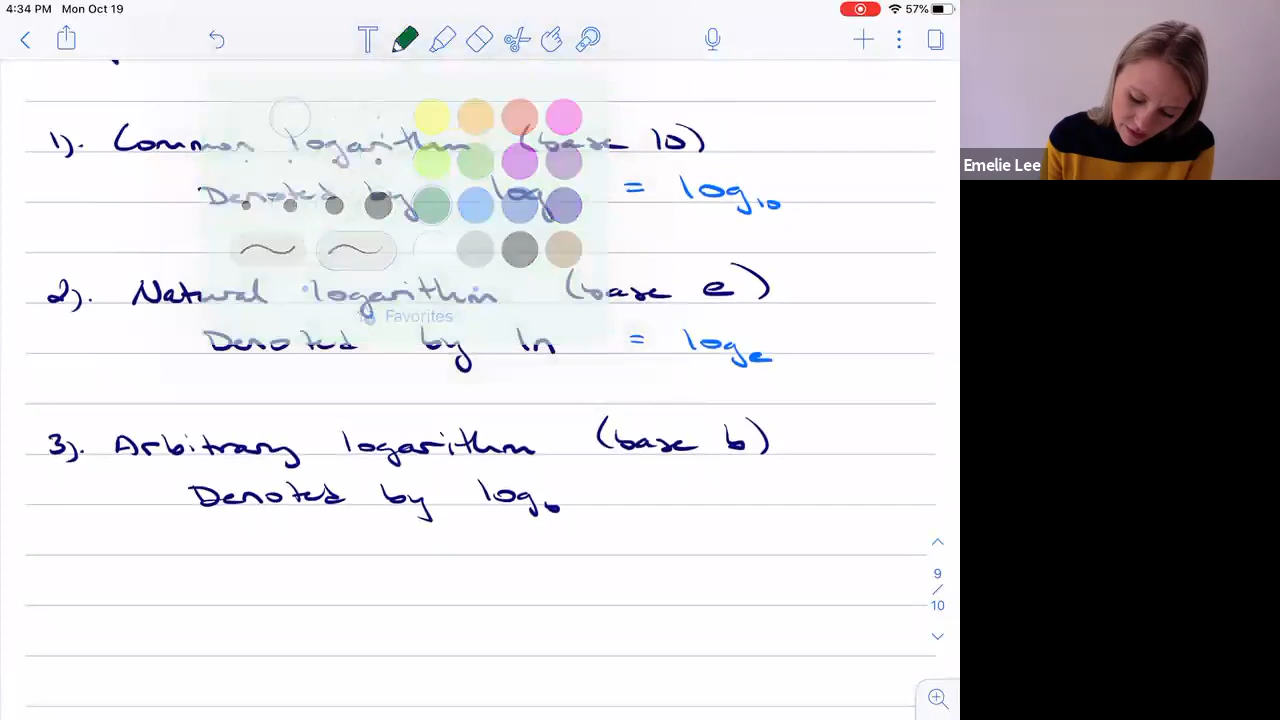 4:34 PM Mon Oct 19
57%
1). Common logarithm (base 10)
Denoted by log = log₁₀
2). Natural logarithm (base e)
Favorites
Denoted by ln = logₑ
3). Arbitrary logarithm (base b)
Denoted by log_b
9
/
10
Emelie Lee